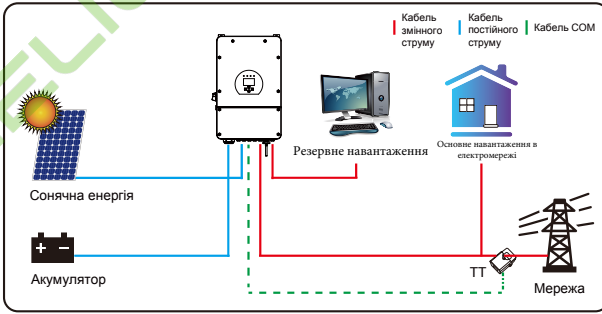 Кабель
змінного
струму
Кабель
постійного
струму
Кабель COM
Резервне навантаження
Основне навантаження в
електромережі
Сонячна енергія
Акумулятор
ТТ
Мережа